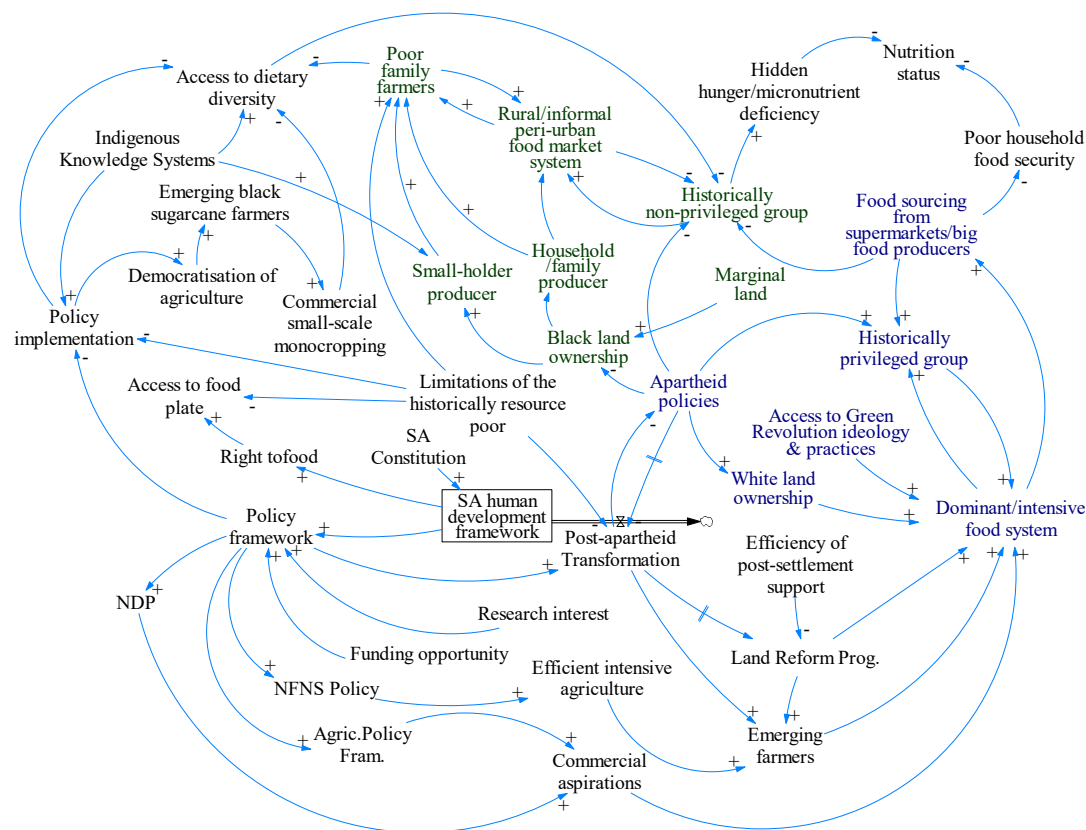 Poor
family
farmers
Nutrition
status
Access to dietary
diversity
Hidden
hunger/micronutrient
deficiency
Rural/informal
peri-urban
food market
system
Indigenous
Knowledge Systems
Poor household
food security
Emerging black
sugarcane farmers
Historically
non-privileged group
Food sourcing
from
supermarkets/big
food producers
Household
/family
producer
Small-holder
producer
Marginal
land
Democratisation of
agriculture
Commercial
small-scale
monocropping
Policy
implementation
Black land
ownership
Historically
privileged group
Access to food
plate
Limitations of the
historically resource
poor
Apartheid
policies
Access to Green
Revolution ideology
& practices
SA
Constitution
Right tofood
White land
ownership
SA human
development
framework
Dominant/intensive
food system
Policy
framework
Post-apartheid
Transformation
Efficiency of
post-settlement
support
NDP
Research interest
Funding opportunity
Land Reform Prog.
NFNS Policy
Efficient intensive
agriculture
Agric.Policy
Fram.
Emerging
farmers
Commercial
aspirations